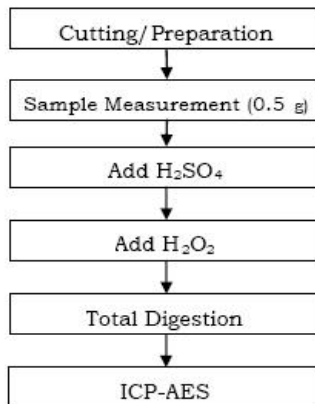 Cutting/Preparation
Sample Measurement (0.5 g)
Add H₂SO₄
Add H₂O₂
Total Digestion
ICP-AES